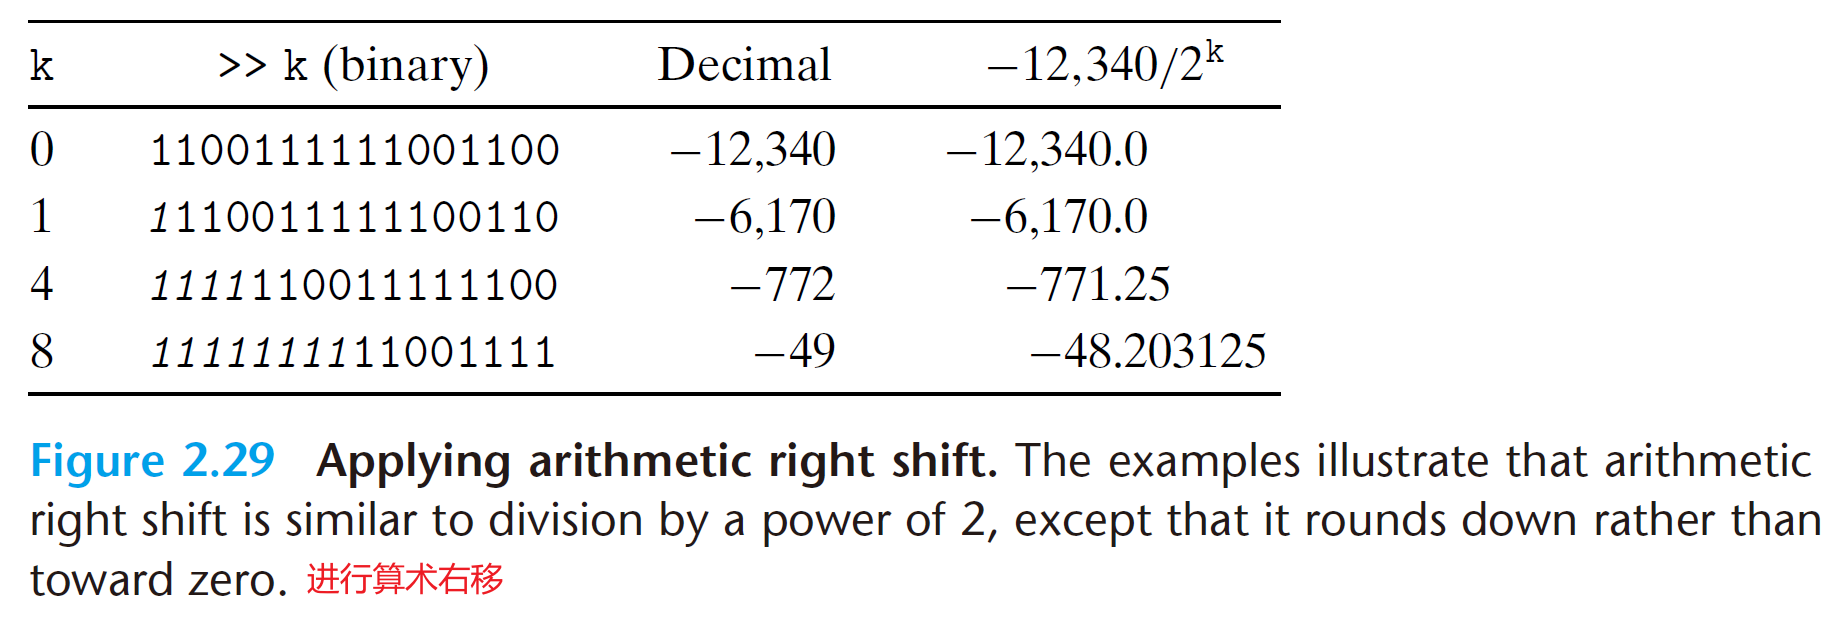 k >> k (binary) Decimal −12,340/2^k
0 1100111111001100 −12,340 −12,340.0
1 1110011111100110 −6,170 −6,170.0
4 1111110011111100 −772 −771.25
8 1111111111001111 −49 −48.203125
Figure 2.29 Applying arithmetic right shift. The examples illustrate that arithmetic
right shift is similar to division by a power of 2, except that it rounds down rather than
toward zero. 进行算术右移